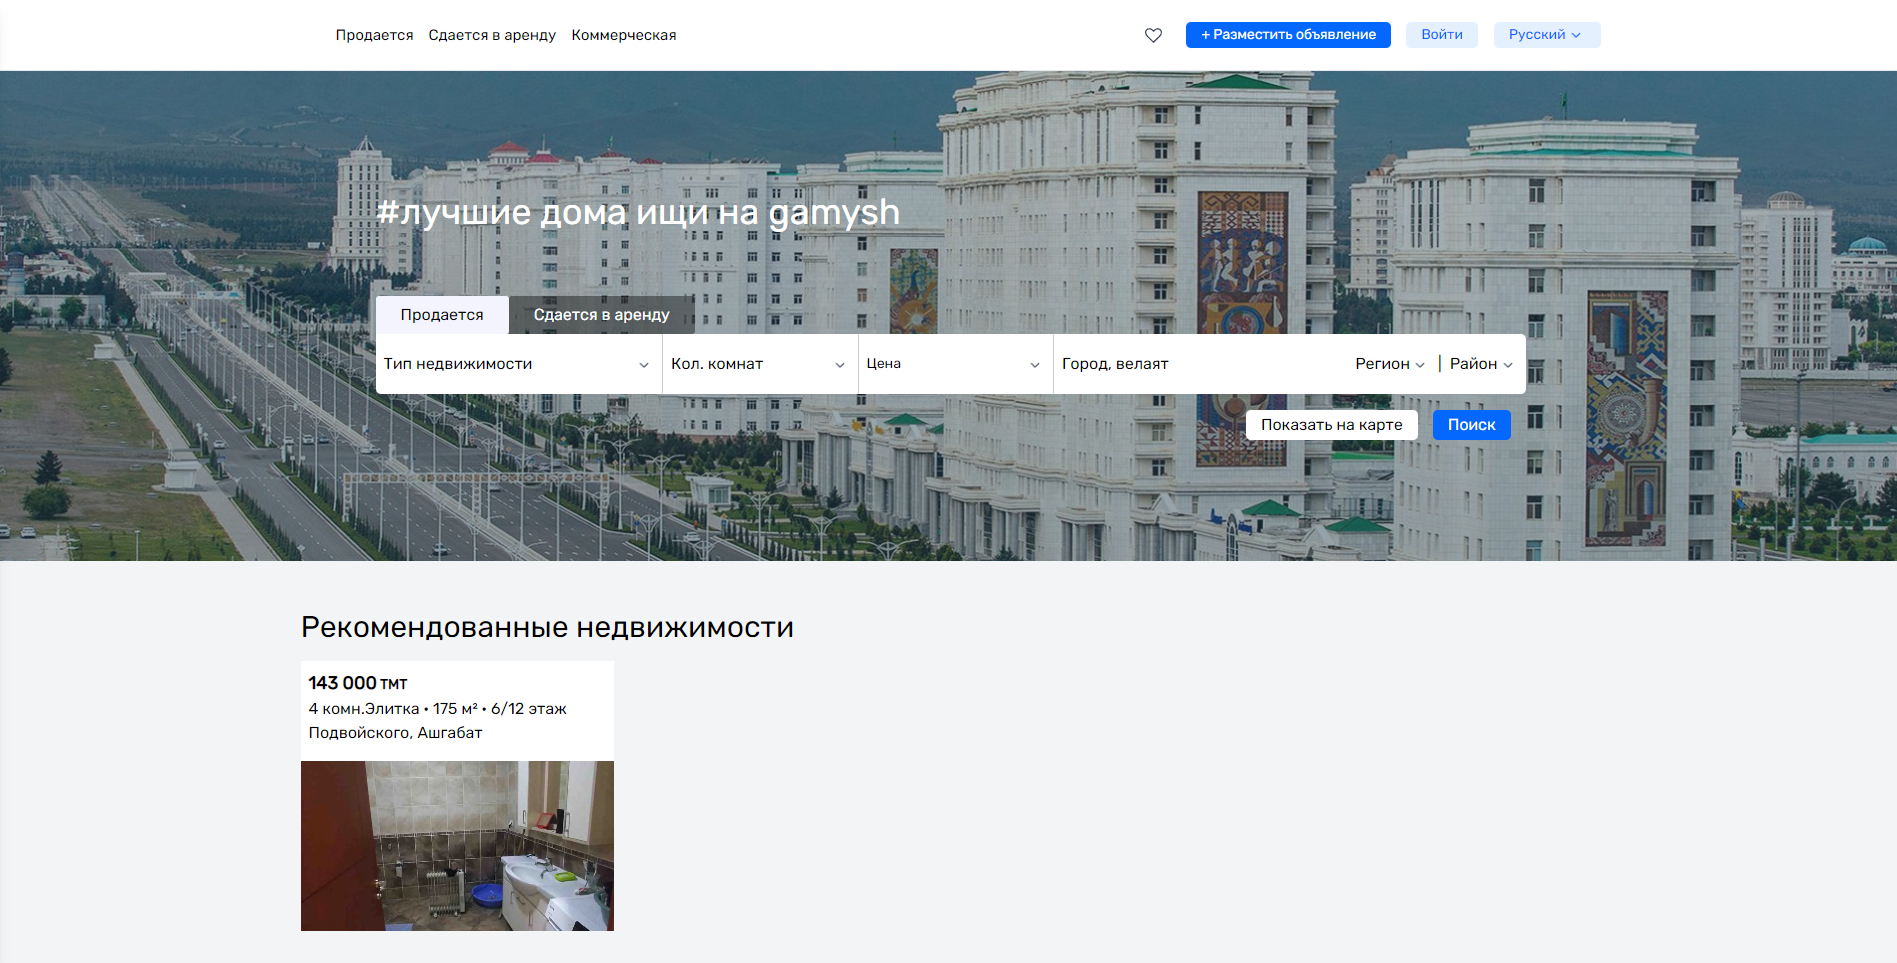 Продается Сдается в аренду Коммерческая + Разместить объявление Войти Русский
#лучшие дома ищи на gamysh
Продается Сдается в аренду
Тип недвижимости Кол. комнат Цена Город, велаят Регион | Район
Показать на карте Поиск
Рекомендованные недвижимости
143 000 ТМТ
4 комн.Элитка • 175 м² • 6/12 этаж
Подвойского, Ашгабат